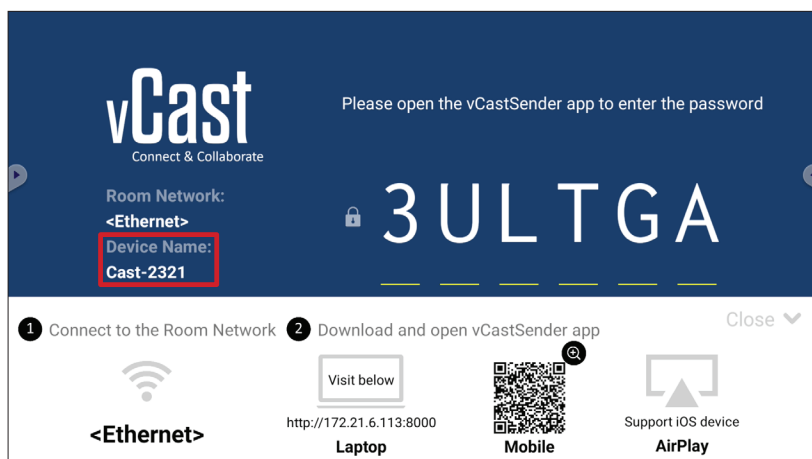 vCast
Connect & Collaborate
Please open the vCastSender app to enter the password
Room Network:
<Ethernet>
Device Name:
Cast-2321
3ULTGA
1 Connect to the Room Network
2 Download and open vCastSender app
Close
<Ethernet>
Visit below
http://172.21.6.113:8000
Laptop
Mobile
Support iOS device
AirPlay